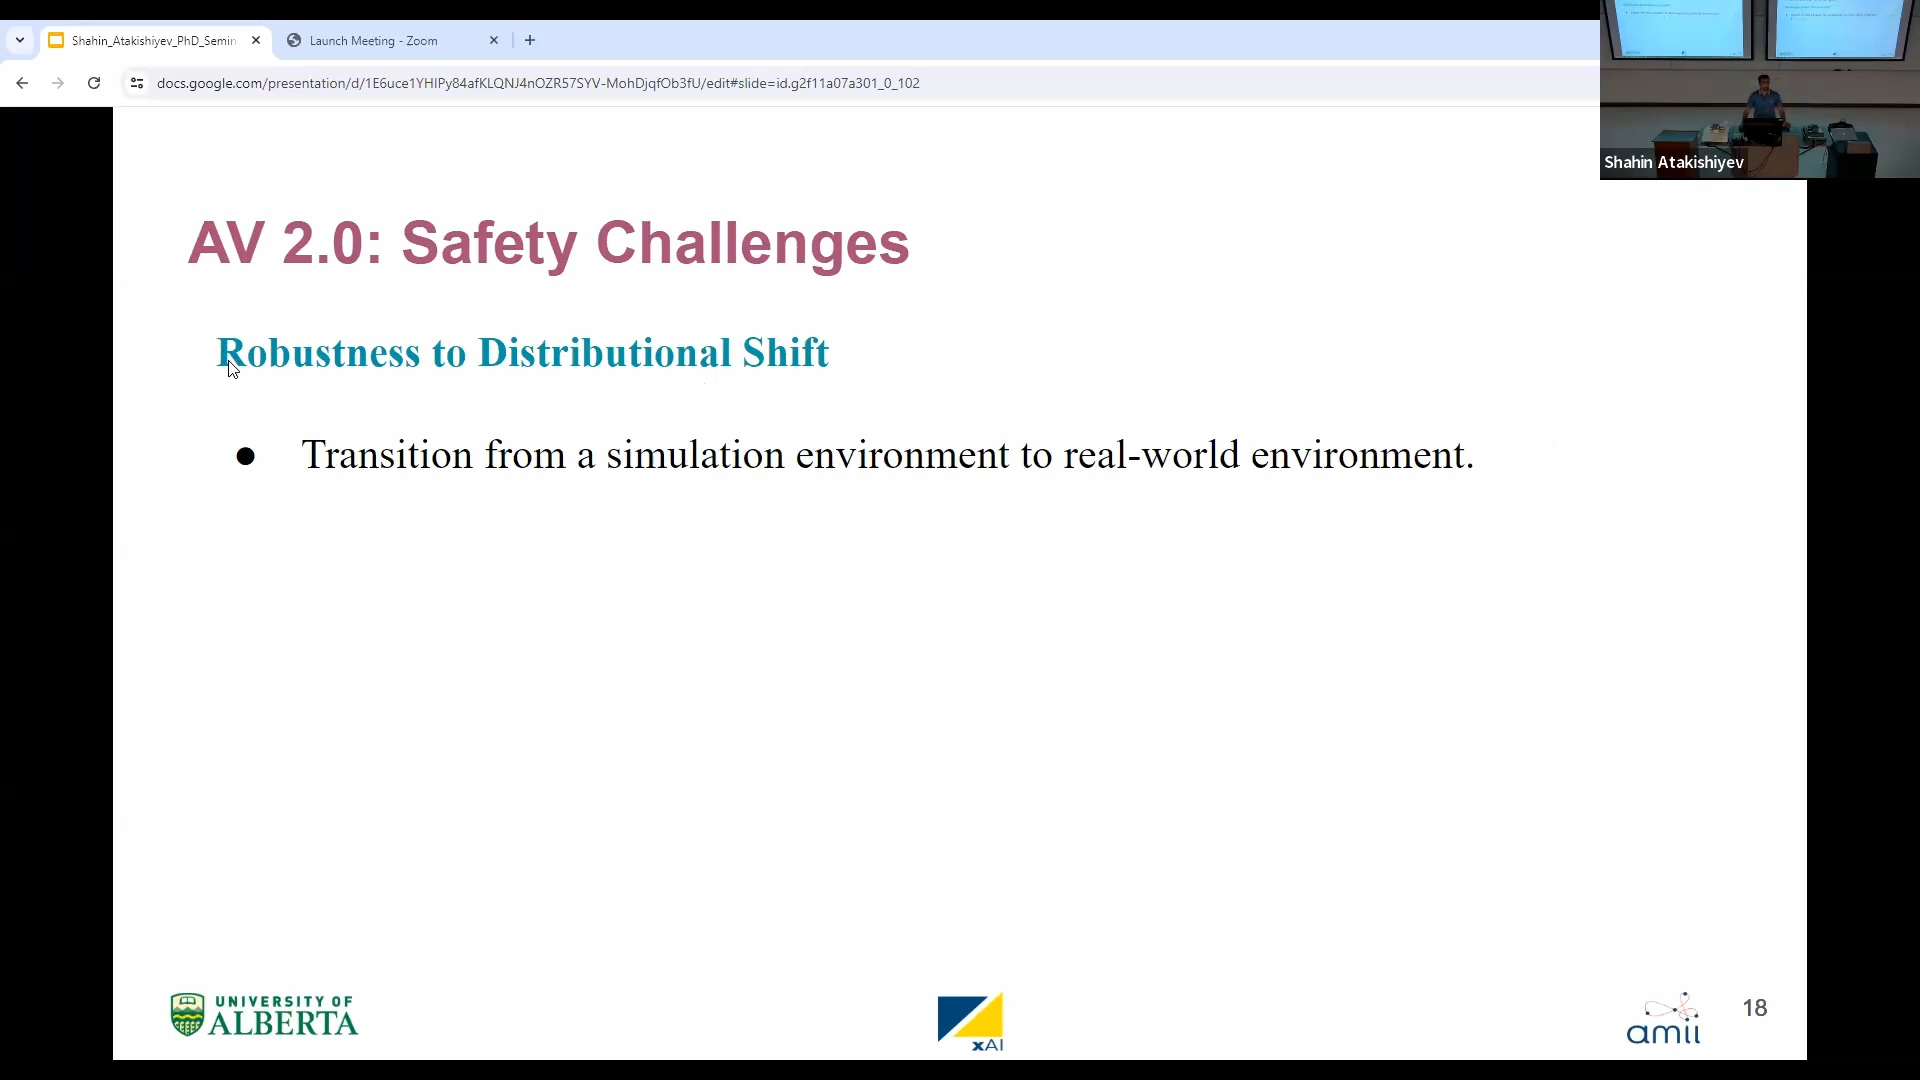 Shahin_Atakishiyev_PhD_Semin
Launch Meeting - Zoom
docs.google.com/presentation/d/1E6uce1YHIPy84afKLQNJ4nOZR57SYV-MohDjqfOb3fU/edit#slide=id.g2f11a07a301_0_102
Shahin Atakishiyev
AV 2.0: Safety Challenges
Robustness to Distributional Shift
● Transition from a simulation environment to real-world environment.
UNIVERSITY OF
ALBERTA
xAI
amii
18